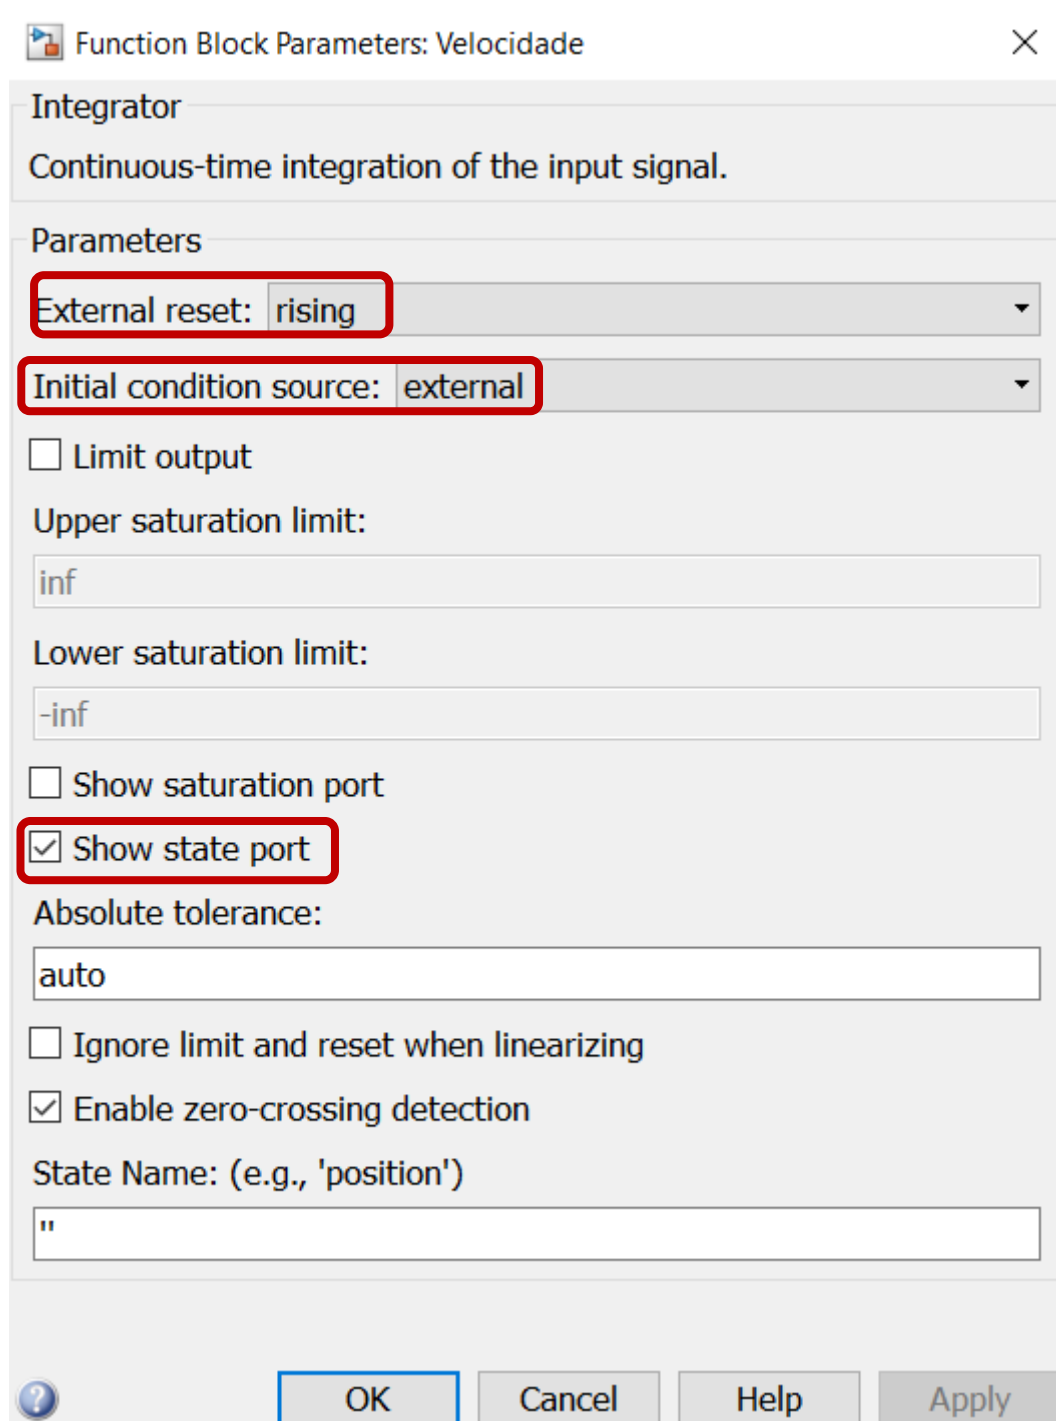 Function Block Parameters: Velocidade
Integrator
Continuous-time integration of the input signal.
Parameters
External reset: rising
Initial condition source: external
Limit output
Upper saturation limit:
inf
Lower saturation limit:
-inf
Show saturation port
Show state port
Absolute tolerance:
auto
Ignore limit and reset when linearizing
Enable zero-crossing detection
State Name: (e.g., 'position')
''
OK Cancel Help Apply